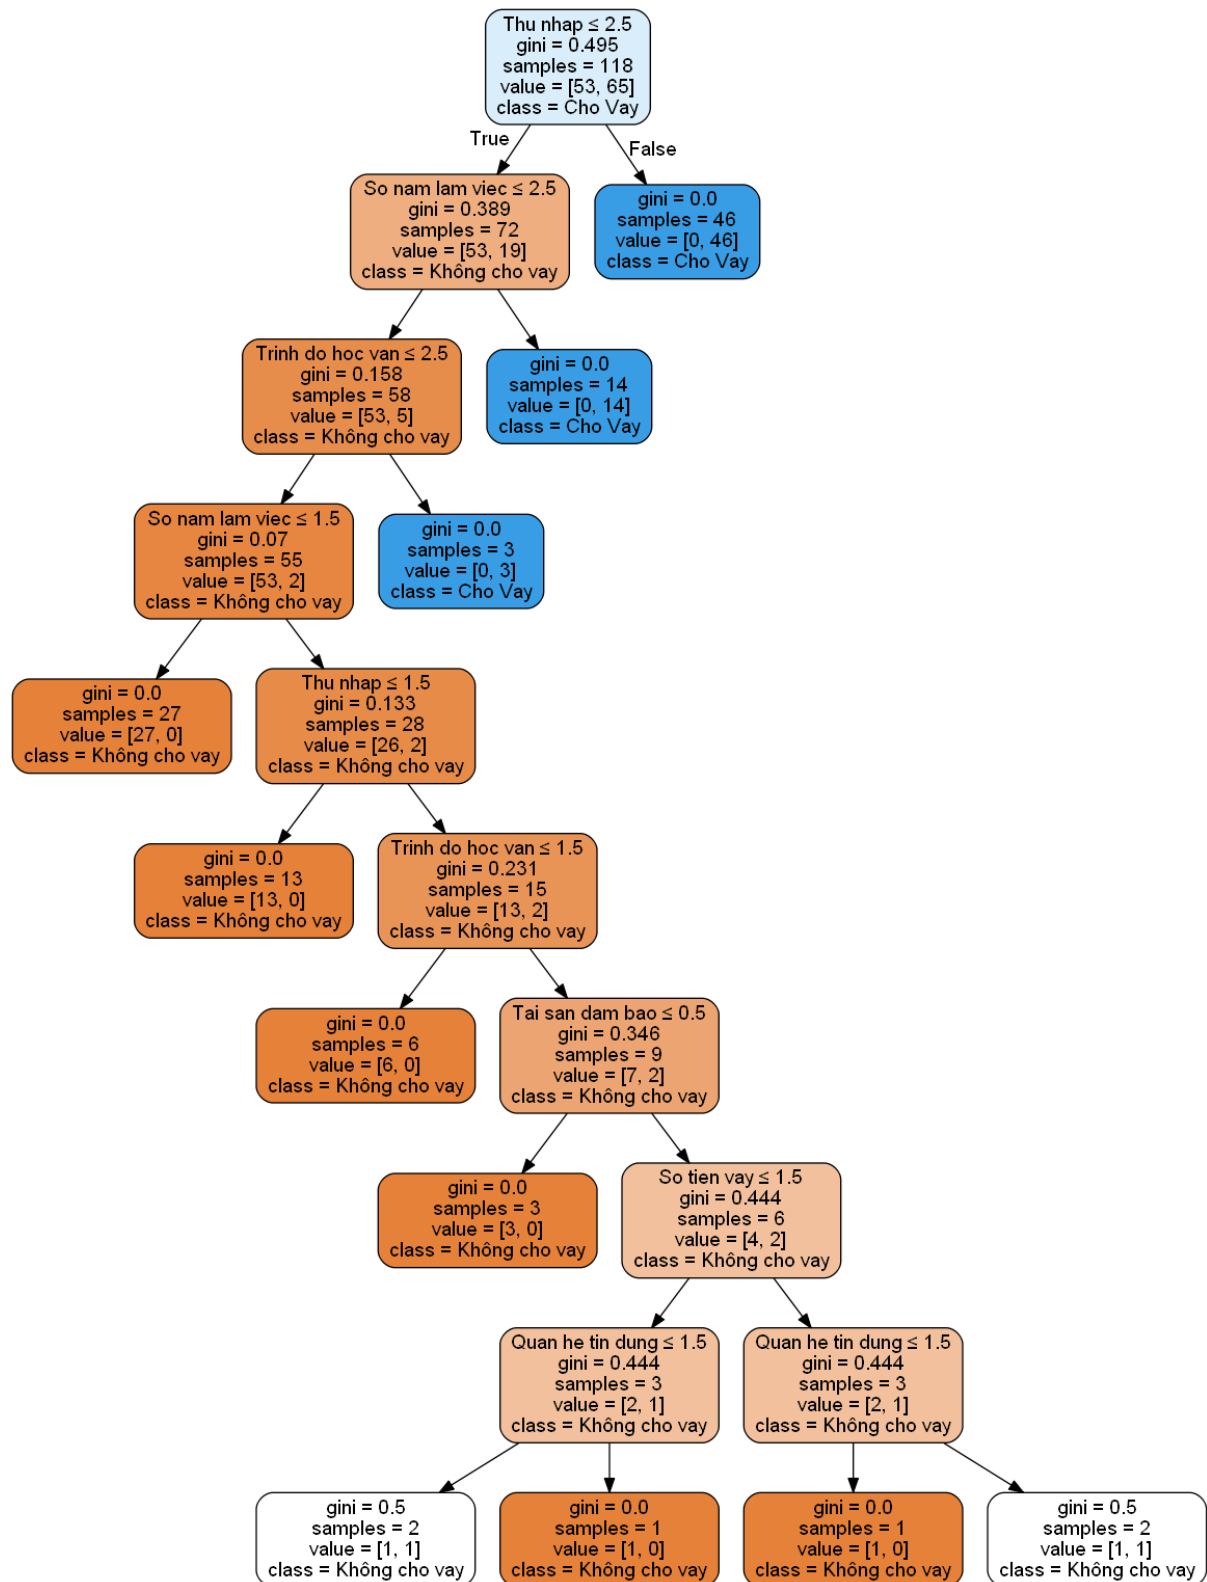 Thu nhap ≤ 2.5
gini = 0.495
samples = 118
value = [53, 65]
class = Cho Vay
True
False
So nam lam viec ≤ 2.5
gini = 0.389
samples = 72
value = [53, 19]
class = Không cho vay
gini = 0.0
samples = 46
value = [0, 46]
class = Cho Vay
Trinh do hoc van ≤ 2.5
gini = 0.158
samples = 58
value = [53, 5]
class = Không cho vay
gini = 0.0
samples = 14
value = [0, 14]
class = Cho Vay
So nam lam viec ≤ 1.5
gini = 0.07
samples = 55
value = [53, 2]
class = Không cho vay
gini = 0.0
samples = 3
value = [0, 3]
class = Cho Vay
gini = 0.0
samples = 27
value = [27, 0]
class = Không cho vay
Thu nhap ≤ 1.5
gini = 0.133
samples = 28
value = [26, 2]
class = Không cho vay
gini = 0.0
samples = 13
value = [13, 0]
class = Không cho vay
Trinh do hoc van ≤ 1.5
gini = 0.231
samples = 15
value = [13, 2]
class = Không cho vay
gini = 0.0
samples = 6
value = [6, 0]
class = Không cho vay
Tai san dam bao ≤ 0.5
gini = 0.346
samples = 9
value = [7, 2]
class = Không cho vay
gini = 0.0
samples = 3
value = [3, 0]
class = Không cho vay
So tien vay ≤ 1.5
gini = 0.444
samples = 6
value = [4, 2]
class = Không cho vay
Quan he tin dung ≤ 1.5
gini = 0.444
samples = 3
value = [2, 1]
class = Không cho vay
Quan he tin dung ≤ 1.5
gini = 0.444
samples = 3
value = [2, 1]
class = Không cho vay
gini = 0.5
samples = 2
value = [1, 1]
class = Không cho vay
gini = 0.0
samples = 1
value = [1, 0]
class = Không cho vay
gini = 0.0
samples = 1
value = [1, 0]
class = Không cho vay
gini = 0.5
samples = 2
value = [1, 1]
class = Không cho vay